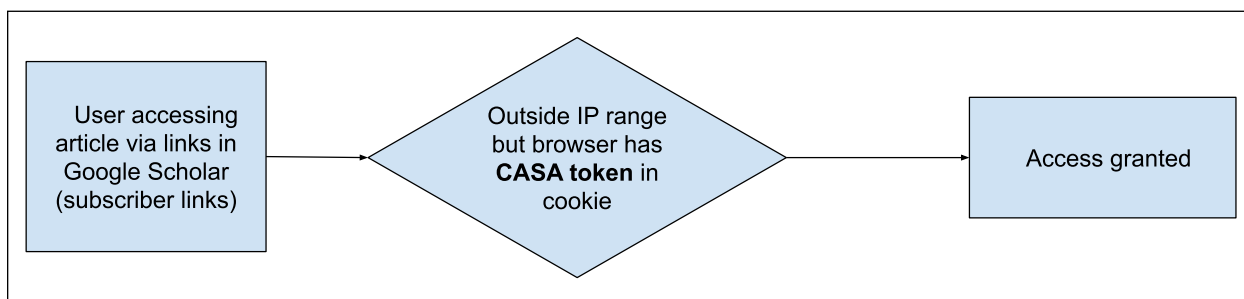 User accessing
article via links in
Google Scholar
(subscriber links)
Outside IP range
but browser has
CASA token in
cookie
Access granted